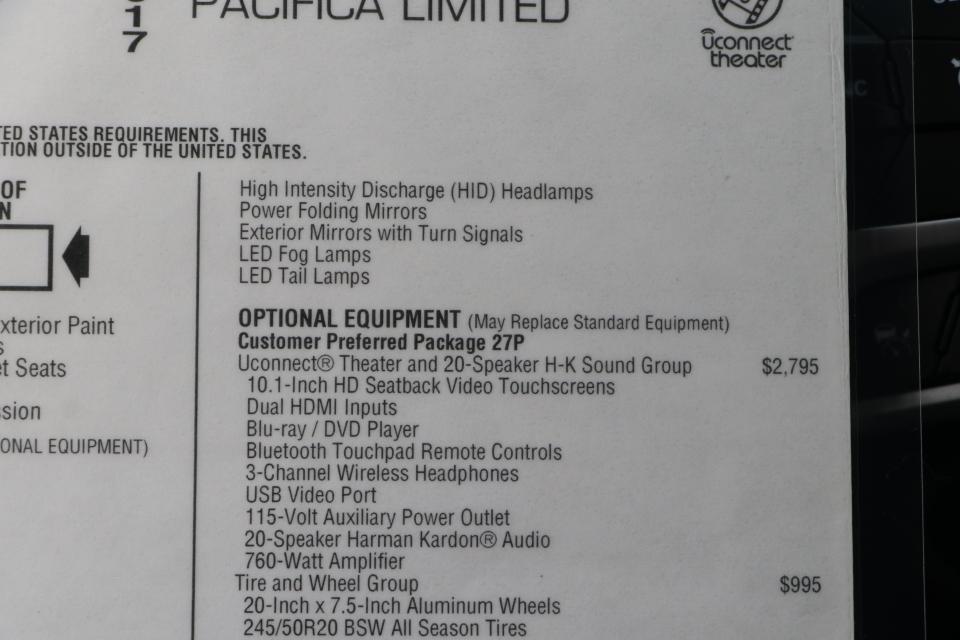 17
PACIFICA LIMITED
uconnect
theater
TED STATES REQUIREMENTS. THIS
TION OUTSIDE OF THE UNITED STATES.
OF
N
xterior Paint
s
et Seats
ssion
ONAL EQUIPMENT)
High Intensity Discharge (HID) Headlamps
Power Folding Mirrors
Exterior Mirrors with Turn Signals
LED Fog Lamps
LED Tail Lamps
OPTIONAL EQUIPMENT (May Replace Standard Equipment)
Customer Preferred Package 27P
Uconnect® Theater and 20-Speaker H-K Sound Group $2,795
10.1-Inch HD Seatback Video Touchscreens
Dual HDMI Inputs
Blu-ray / DVD Player
Bluetooth Touchpad Remote Controls
3-Channel Wireless Headphones
USB Video Port
115-Volt Auxiliary Power Outlet
20-Speaker Harman Kardon® Audio
760-Watt Amplifier
Tire and Wheel Group $995
20-Inch x 7.5-Inch Aluminum Wheels
245/50R20 BSW All Season Tires